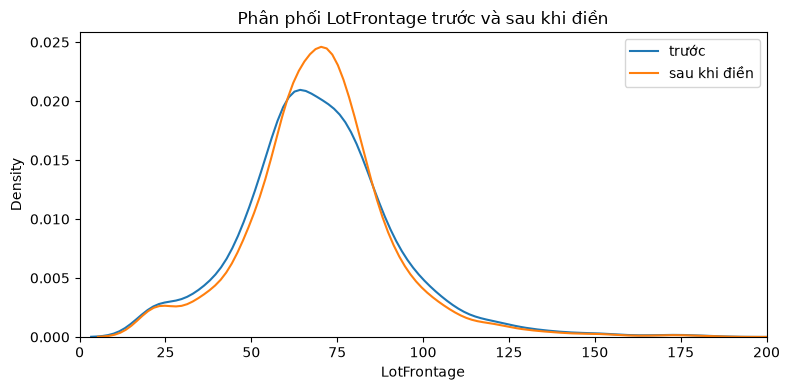 Phân phối LotFrontage trước và sau khi điền
trước
sau khi điền
Density
0.025
0.020
0.015
0.010
0.005
0.000
0 25 50 75 100 125 150 175 200
LotFrontage